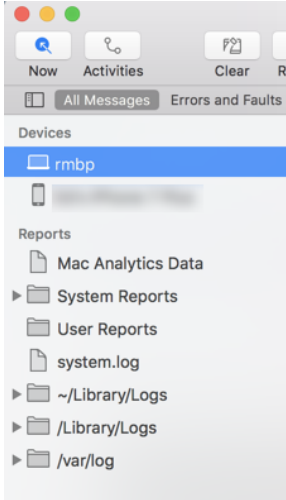 Now Activities Clear R
All Messages Errors and Faults
Devices
rmbp
Reports
Mac Analytics Data
System Reports
User Reports
system.log
~/Library/Logs
/Library/Logs
/var/log